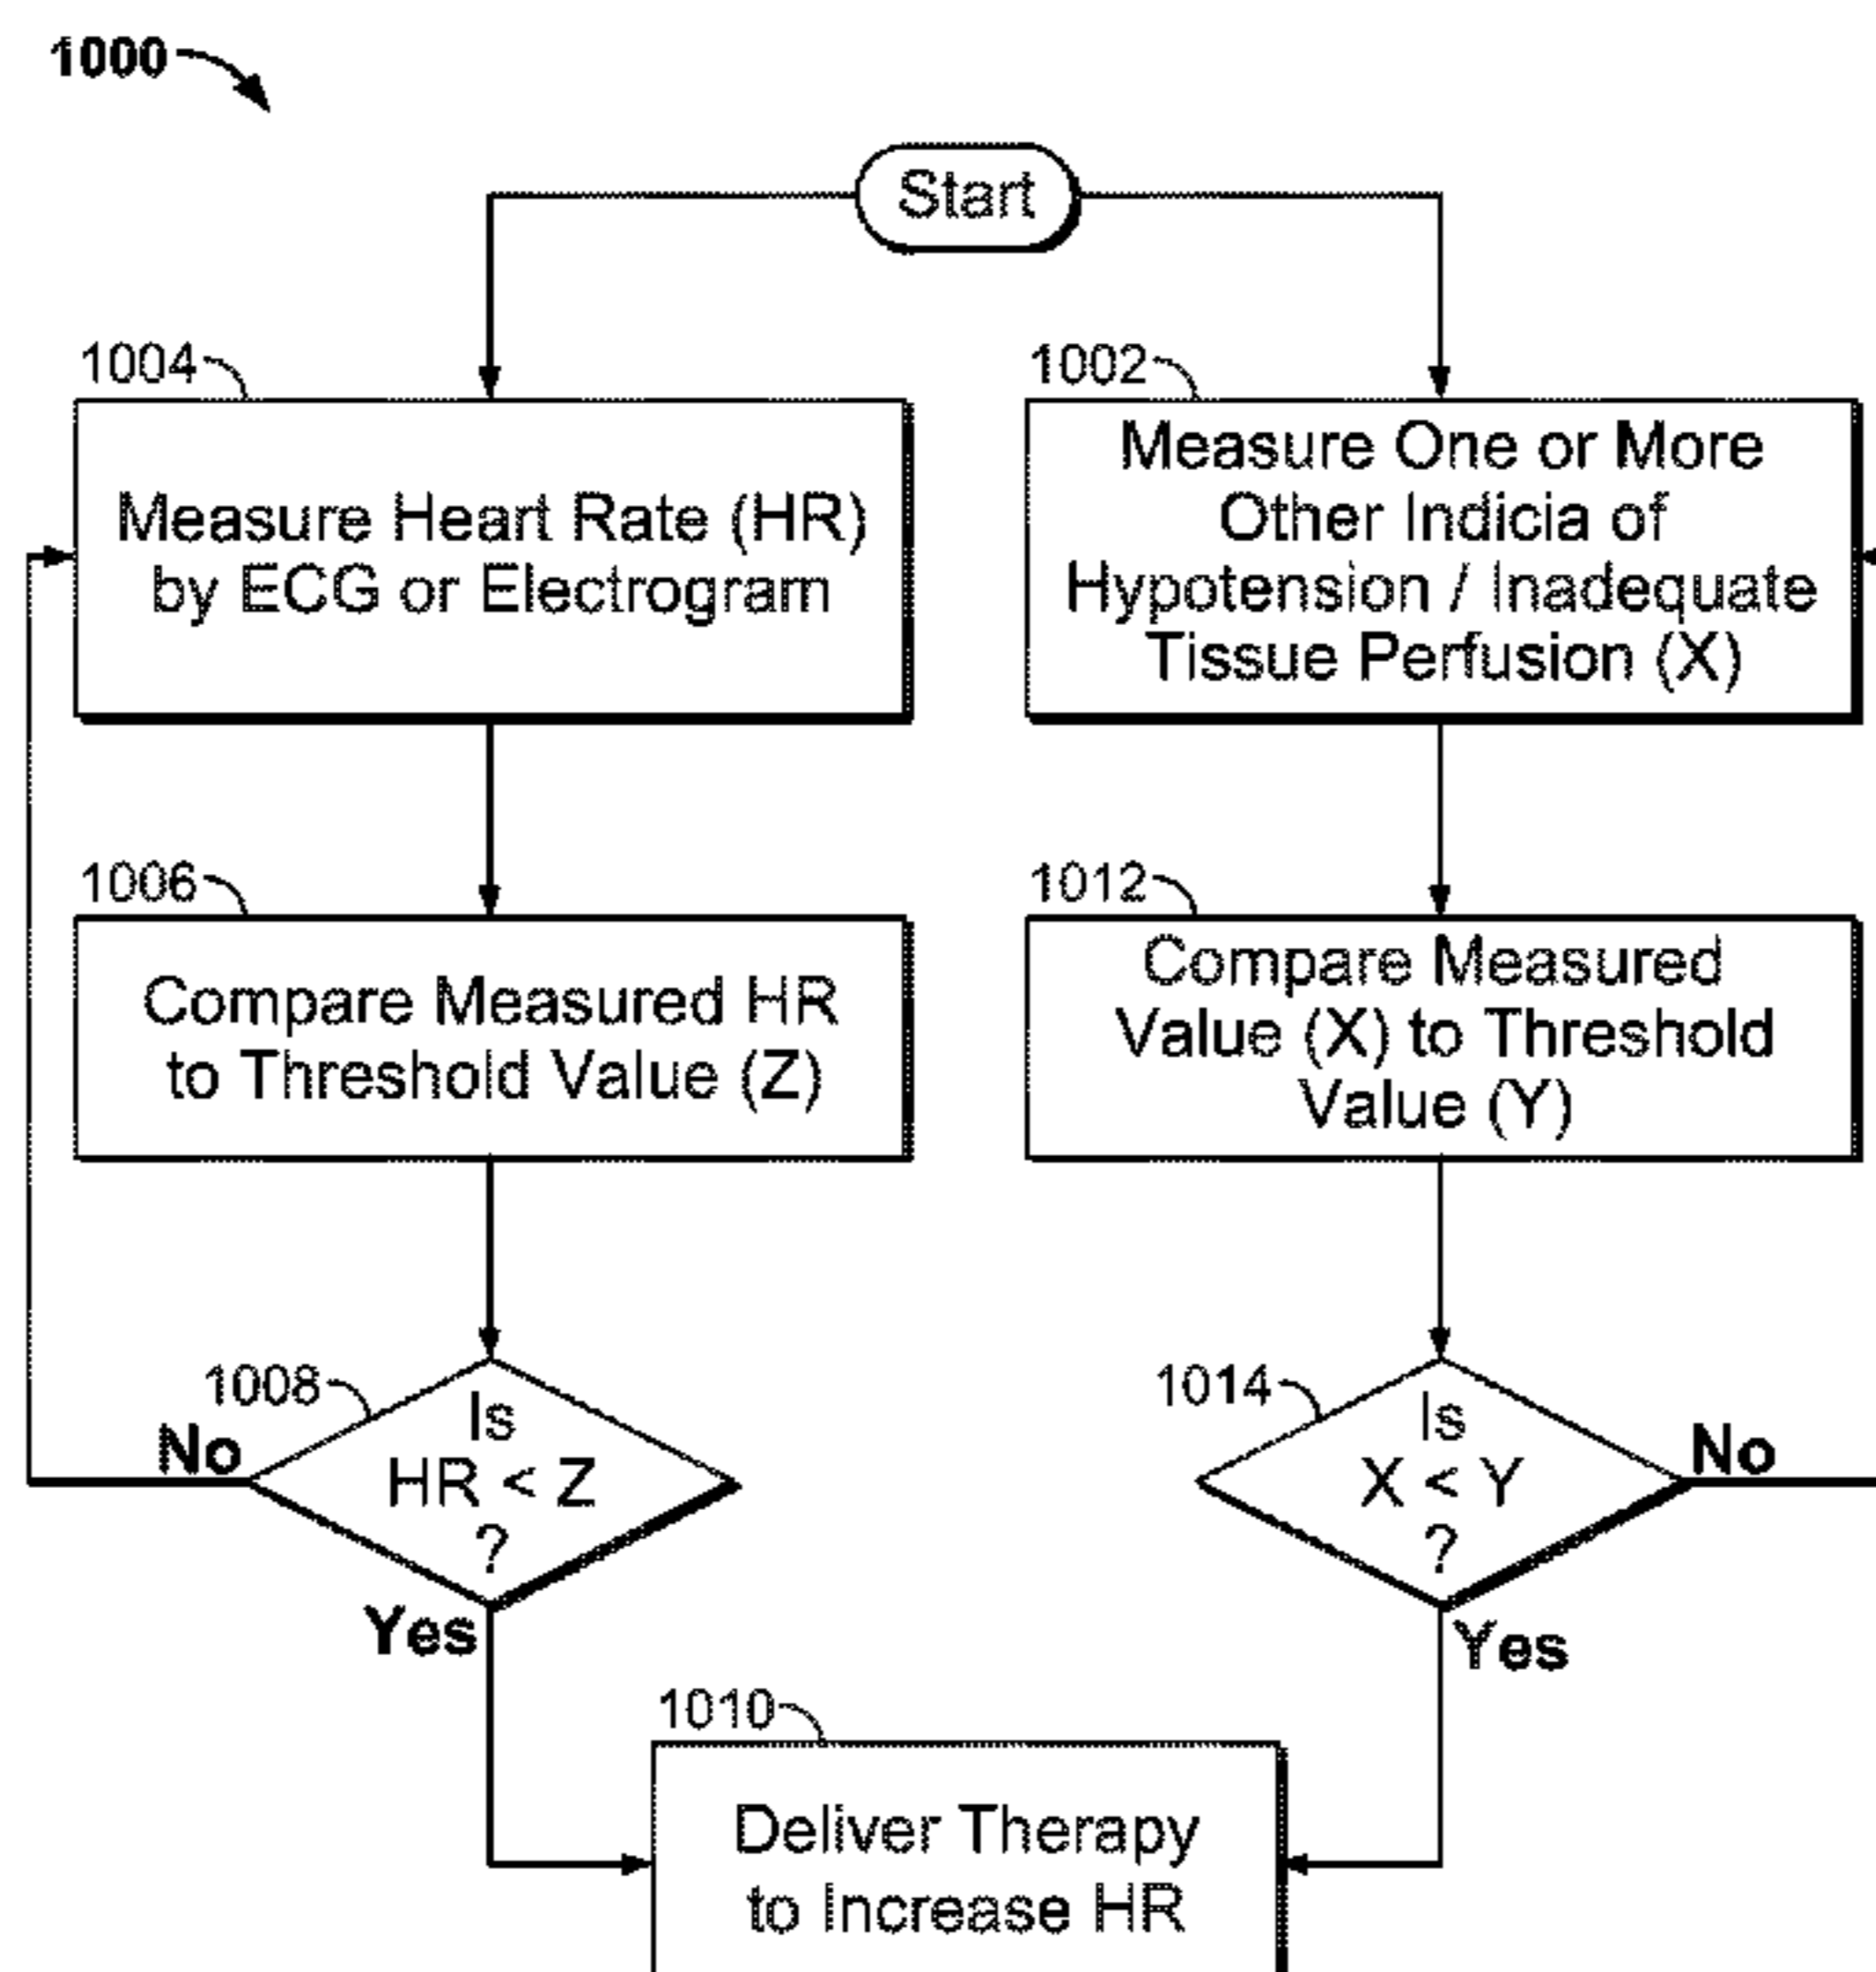 1000
Start
1004
Measure Heart Rate (HR)
by ECG or Electrogram
1002
Measure One or More
Other Indicia of
Hypotension / Inadequate
Tissue Perfusion (X)
1006
Compare Measured HR
to Threshold Value (Z)
1012
Compare Measured
Value (X) to Threshold
Value (Y)
1008
Is
HR < Z
?
No
Yes
1014
Is
X < Y
?
No
Yes
1010
Deliver Therapy
to Increase HR